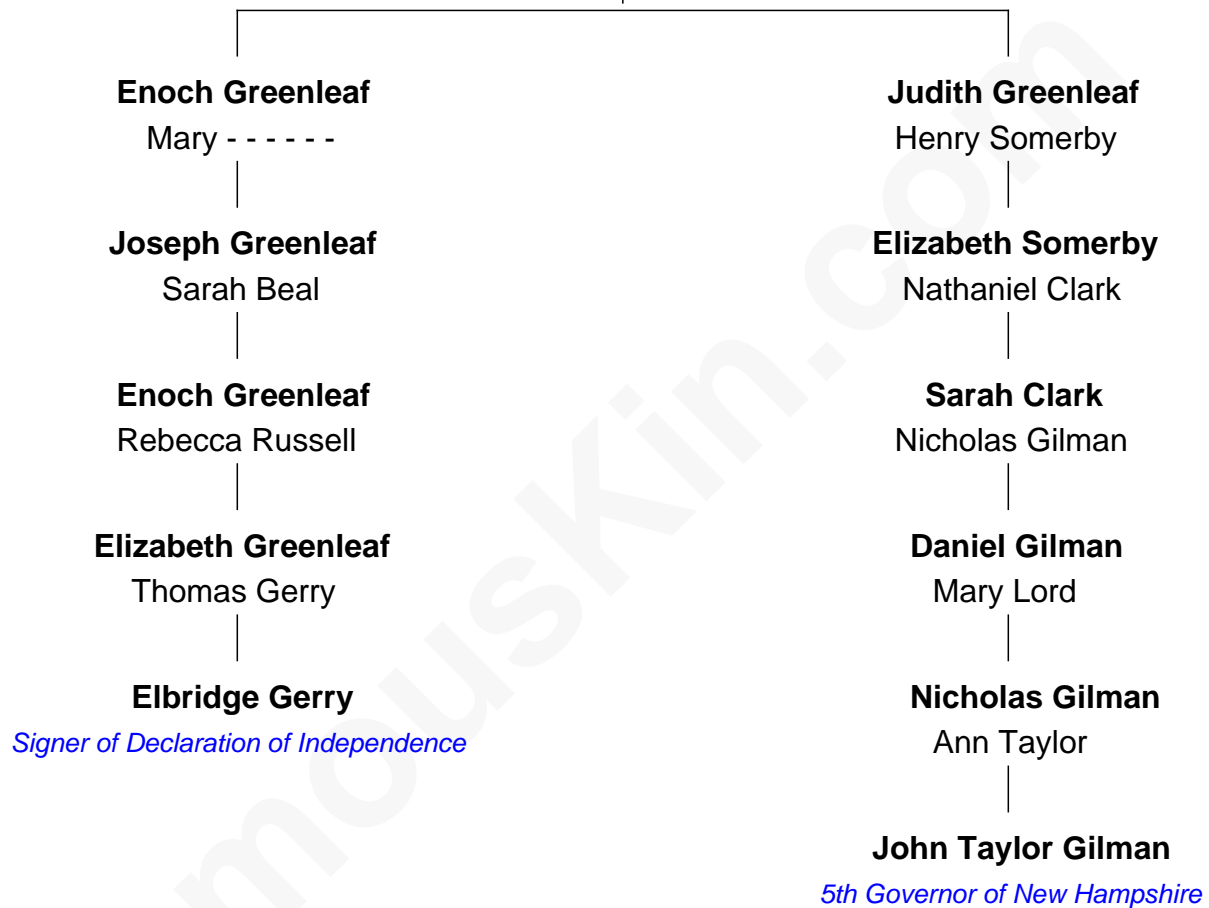 Enoch Greenleaf
Mary - - - - - -
Joseph Greenleaf
Sarah Beal
Enoch Greenleaf
Rebecca Russell
Elizabeth Greenleaf
Thomas Gerry
Elbridge Gerry
Signer of Declaration of Independence
Judith Greenleaf
Henry Somerby
Elizabeth Somerby
Nathaniel Clark
Sarah Clark
Nicholas Gilman
Daniel Gilman
Mary Lord
Nicholas Gilman
Ann Taylor
John Taylor Gilman
5th Governor of New Hampshire
mousKin.com